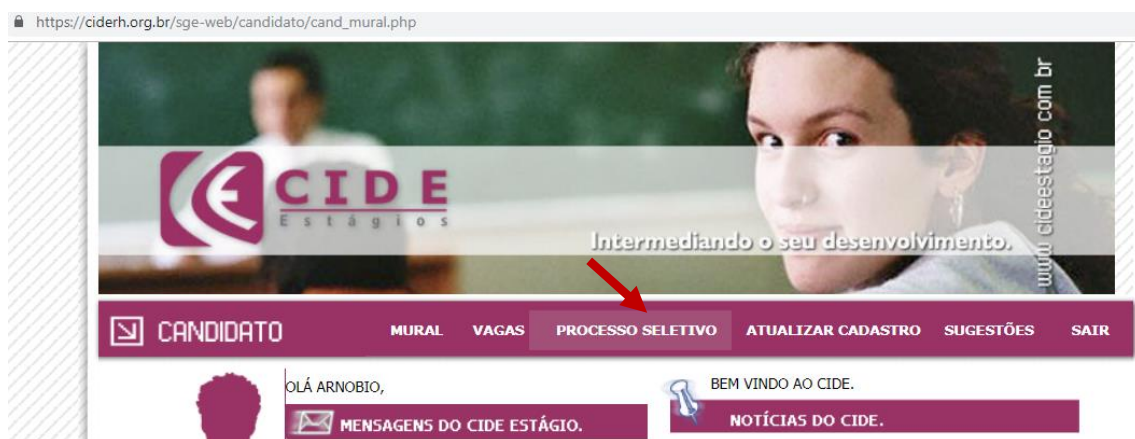 https://ciderh.org.br/sge-web/candidato/cand_mural.php
CIDE
Estágios
Intermediando o seu desenvolvimento.
www cideestagio com br
CANDIDATO
MURAL VAGAS PROCESSO SELETIVO ATUALIZAR CADASTRO SUGESTÕES SAIR
OLÁ ARNOBIO,
MENSAGENS DO CIDE ESTÁGIO.
BEM VINDO AO CIDE.
NOTÍCIAS DO CIDE.